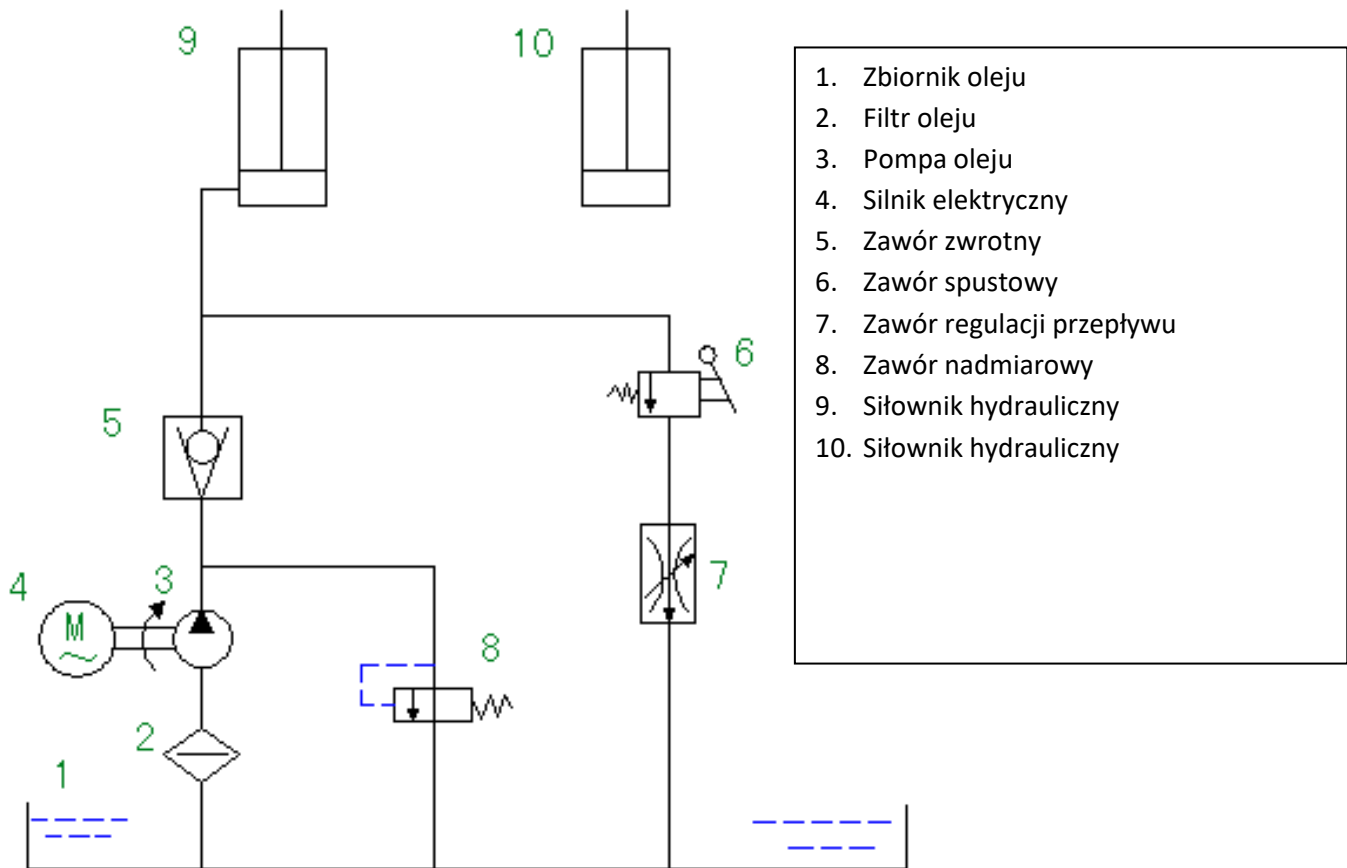 9
10
1. Zbiornik oleju
2. Filtr oleju
3. Pompa oleju
4. Silnik elektryczny
5. Zawór zwrotny
6. Zawór spustowy
7. Zawór regulacji przepływu
8. Zawór nadmiarowy
9. Siłownik hydrauliczny
10. Siłownik hydrauliczny
6
5
7
4
3
M
8
2
1